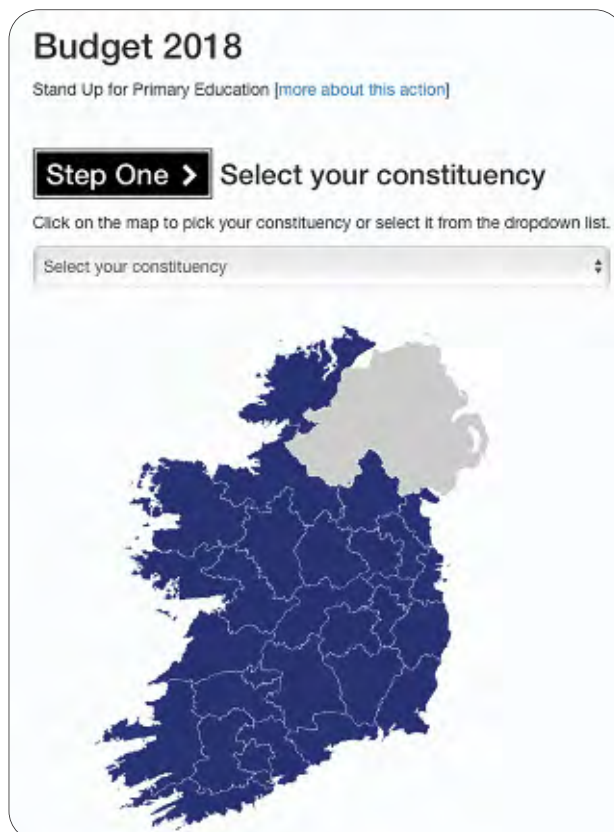 Budget 2018
Stand Up for Primary Education [more about this action]
Step One > Select your constituency
Click on the map to pick your constituency or select it from the dropdown list.
Select your constituency